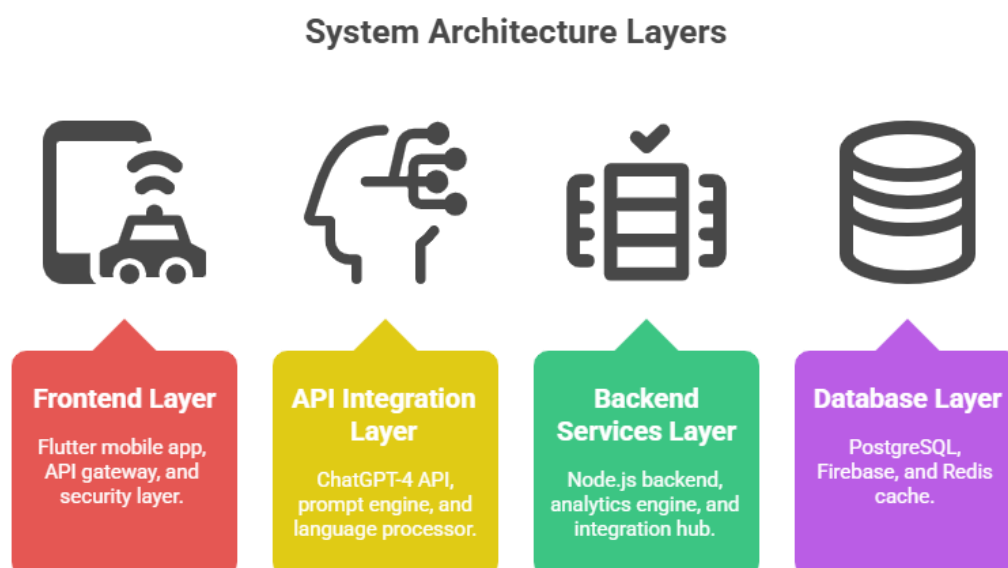 System Architecture Layers
Frontend Layer
Flutter mobile app,
API gateway, and
security layer.
API Integration
Layer
ChatGPT-4 API,
prompt engine, and
language processor.
Backend
Services Layer
Node.js backend,
analytics engine, and
integration hub.
Database Layer
PostgreSQL,
Firebase, and Redis
cache.